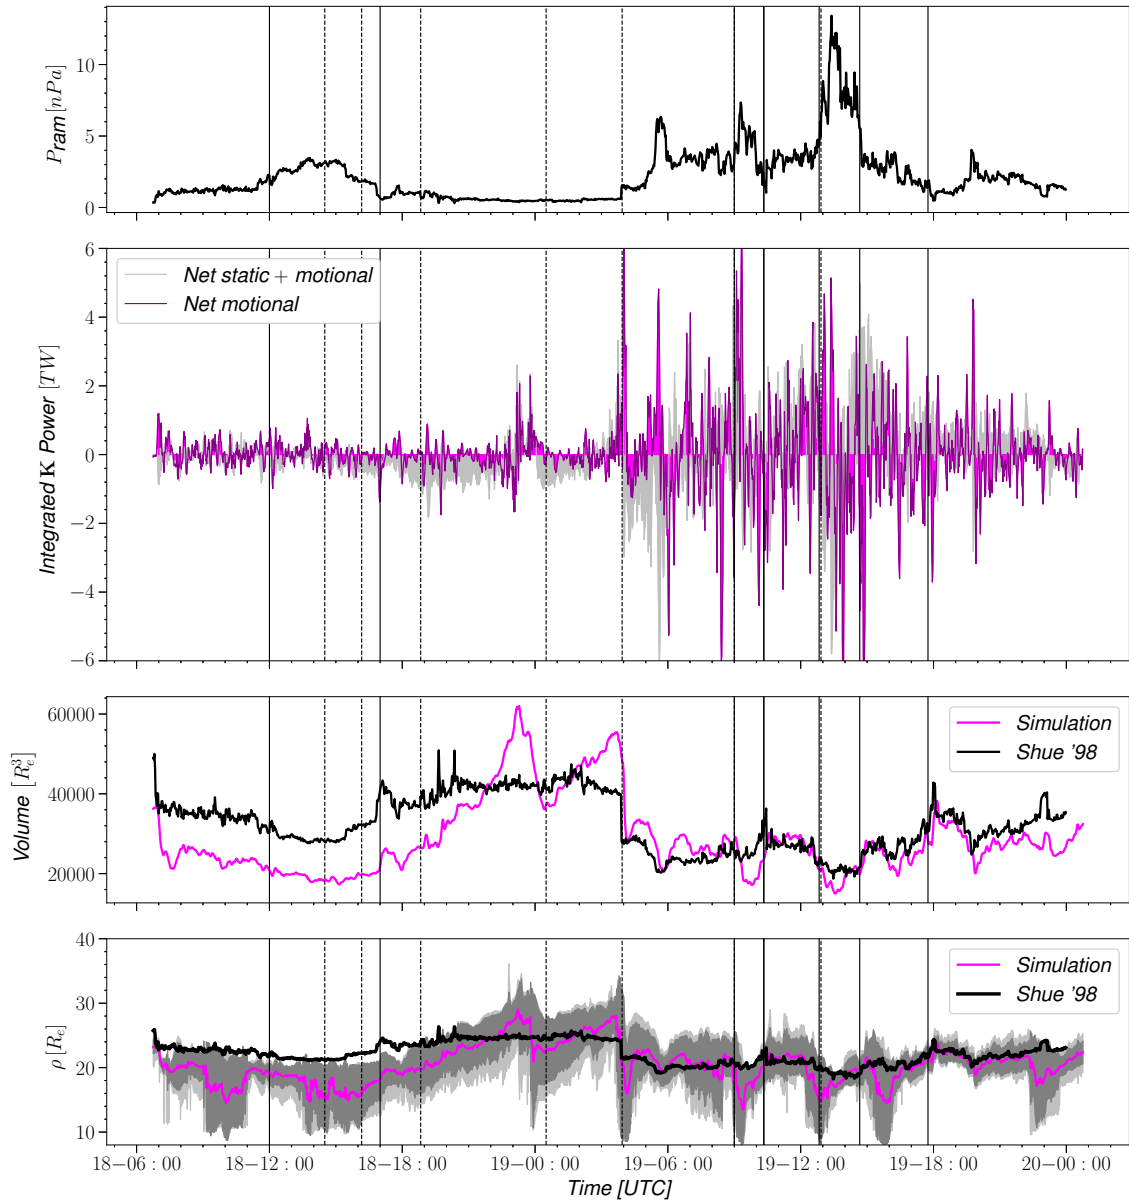 10
5
0
Pram [nPa]
6
4
2
0
−2
−4
−6
Integrated K Power [TW]
Net static + motional
Net motional
60000
40000
20000
Volume [R_e^3]
Simulation
Shue '98
40
30
20
10
ρ [R_e]
Simulation
Shue '98
18−06 : 00 18−12 : 00 18−18 : 00 19−00 : 00 19−06 : 00 19−12 : 00 19−18 : 00 20−00 : 00
Time [UTC]